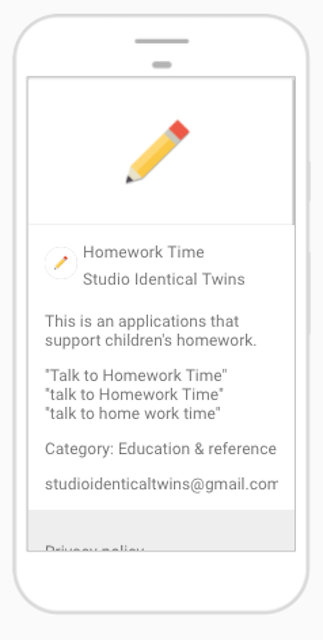 Homework Time
Studio Identical Twins
This is an applications that
support children's homework.
"Talk to Homework Time"
"talk to Homework Time"
"talk to home work time"
Category: Education & reference
studioidenticaltwins@gmail.com
Privacy policy